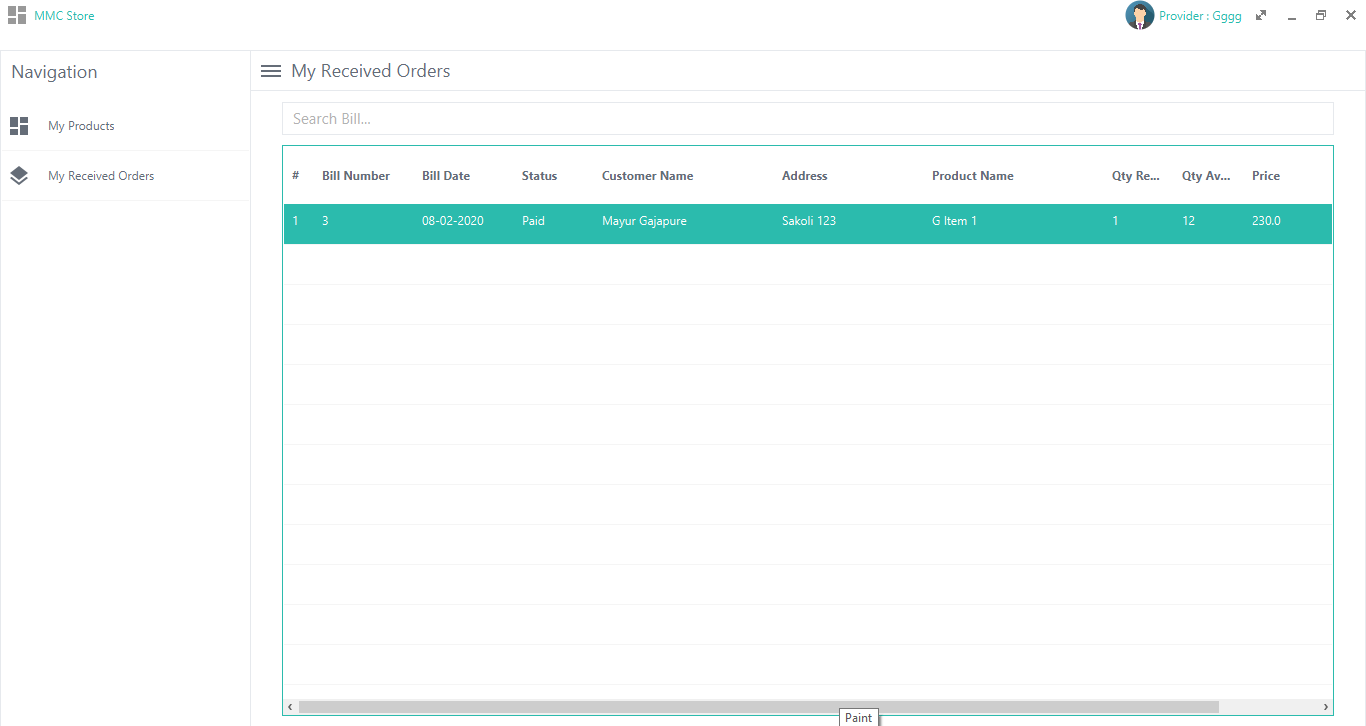 MMC Store
Provider : Gggg
Navigation
My Received Orders
My Products
My Received Orders
Search Bill...
# Bill Number Bill Date Status Customer Name Address Product Name Qty Re... Qty Av... Price
1 3 08-02-2020 Paid Mayur Gajapure Sakoli 123 G Item 1 1 12 230.0
Paint